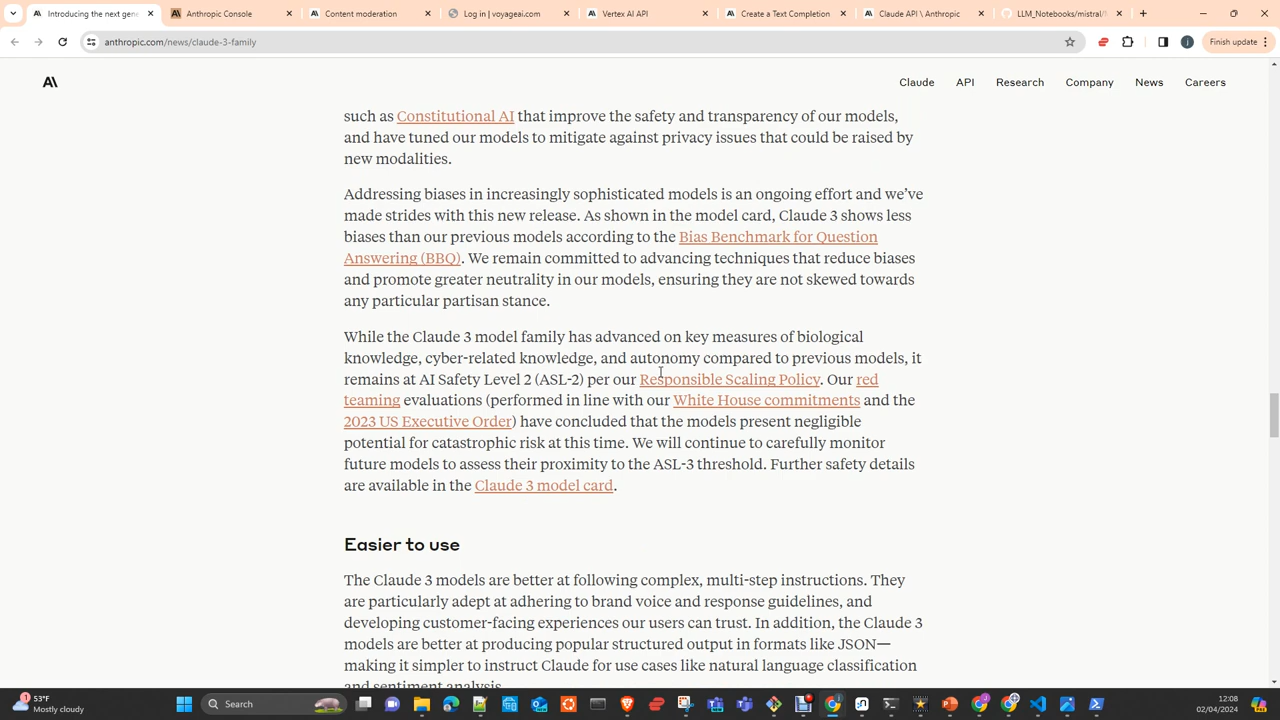 Introducing the next gene
Anthropic Console
Content moderation
Log in | voyageai.com
Vertex AI API
Create a Text Completion
Claude API \ Anthropic
LLM_Notebooks/mistral/
anthropic.com/news/claude-3-family
Finish update
Claude
API
Research
Company
News
Careers
such as Constitutional AI that improve the safety and transparency of our models,
and have tuned our models to mitigate against privacy issues that could be raised by
new modalities.
Addressing biases in increasingly sophisticated models is an ongoing effort and we've
made strides with this new release. As shown in the model card, Claude 3 shows less
biases than our previous models according to the Bias Benchmark for Question
Answering (BBQ). We remain committed to advancing techniques that reduce biases
and promote greater neutrality in our models, ensuring they are not skewed towards
any particular partisan stance.
While the Claude 3 model family has advanced on key measures of biological
knowledge, cyber-related knowledge, and autonomy compared to previous models, it
remains at AI Safety Level 2 (ASL-2) per our Responsible Scaling Policy. Our red
teaming evaluations (performed in line with our White House commitments and the
2023 US Executive Order) have concluded that the models present negligible
potential for catastrophic risk at this time. We will continue to carefully monitor
future models to assess their proximity to the ASL-3 threshold. Further safety details
are available in the Claude 3 model card.
Easier to use
The Claude 3 models are better at following complex, multi-step instructions. They
are particularly adept at adhering to brand voice and response guidelines, and
developing customer-facing experiences our users can trust. In addition, the Claude 3
models are better at producing popular structured output in formats like JSON—
making it simpler to instruct Claude for use cases like natural language classification
and sentiment analysis.
53°F
Mostly cloudy
Search
12:08
02/04/2024